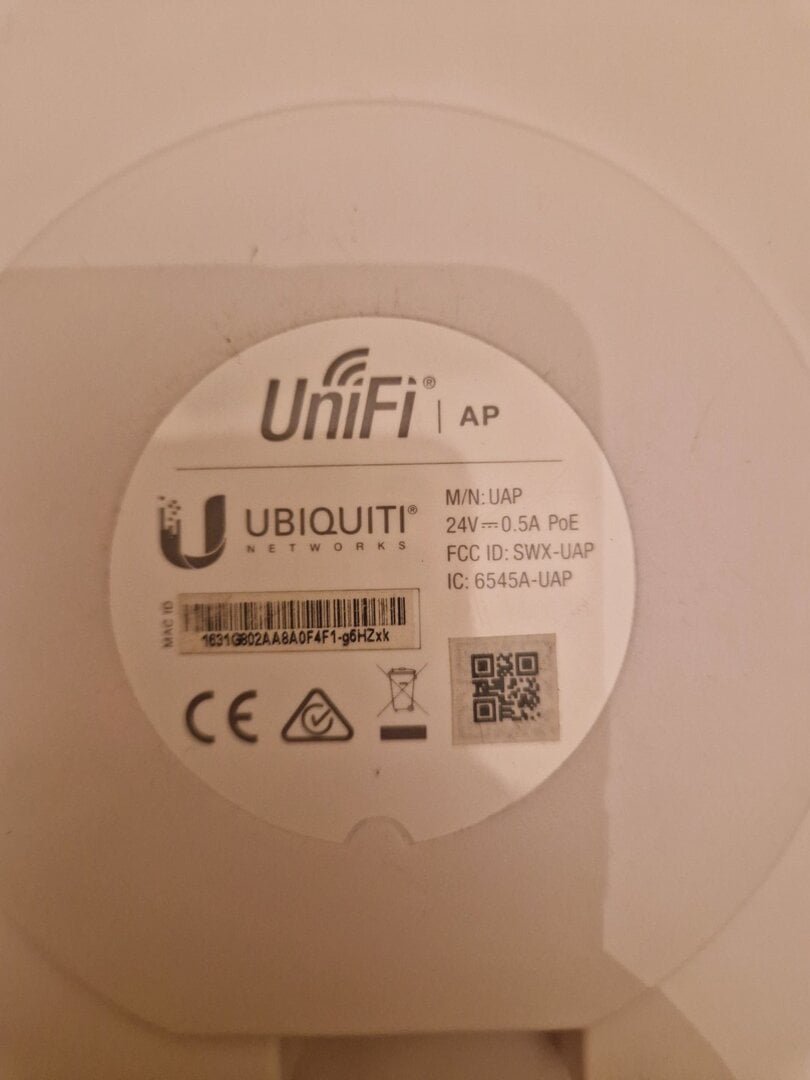 UniFi® | AP
UBIQUITI®
NETWORKS
M/N: UAP
24V⎓0.5A PoE
FCC ID: SWX-UAP
IC: 6545A-UAP
MAC ID
1631G802AA8A0F4F1-g6HZxk
CE